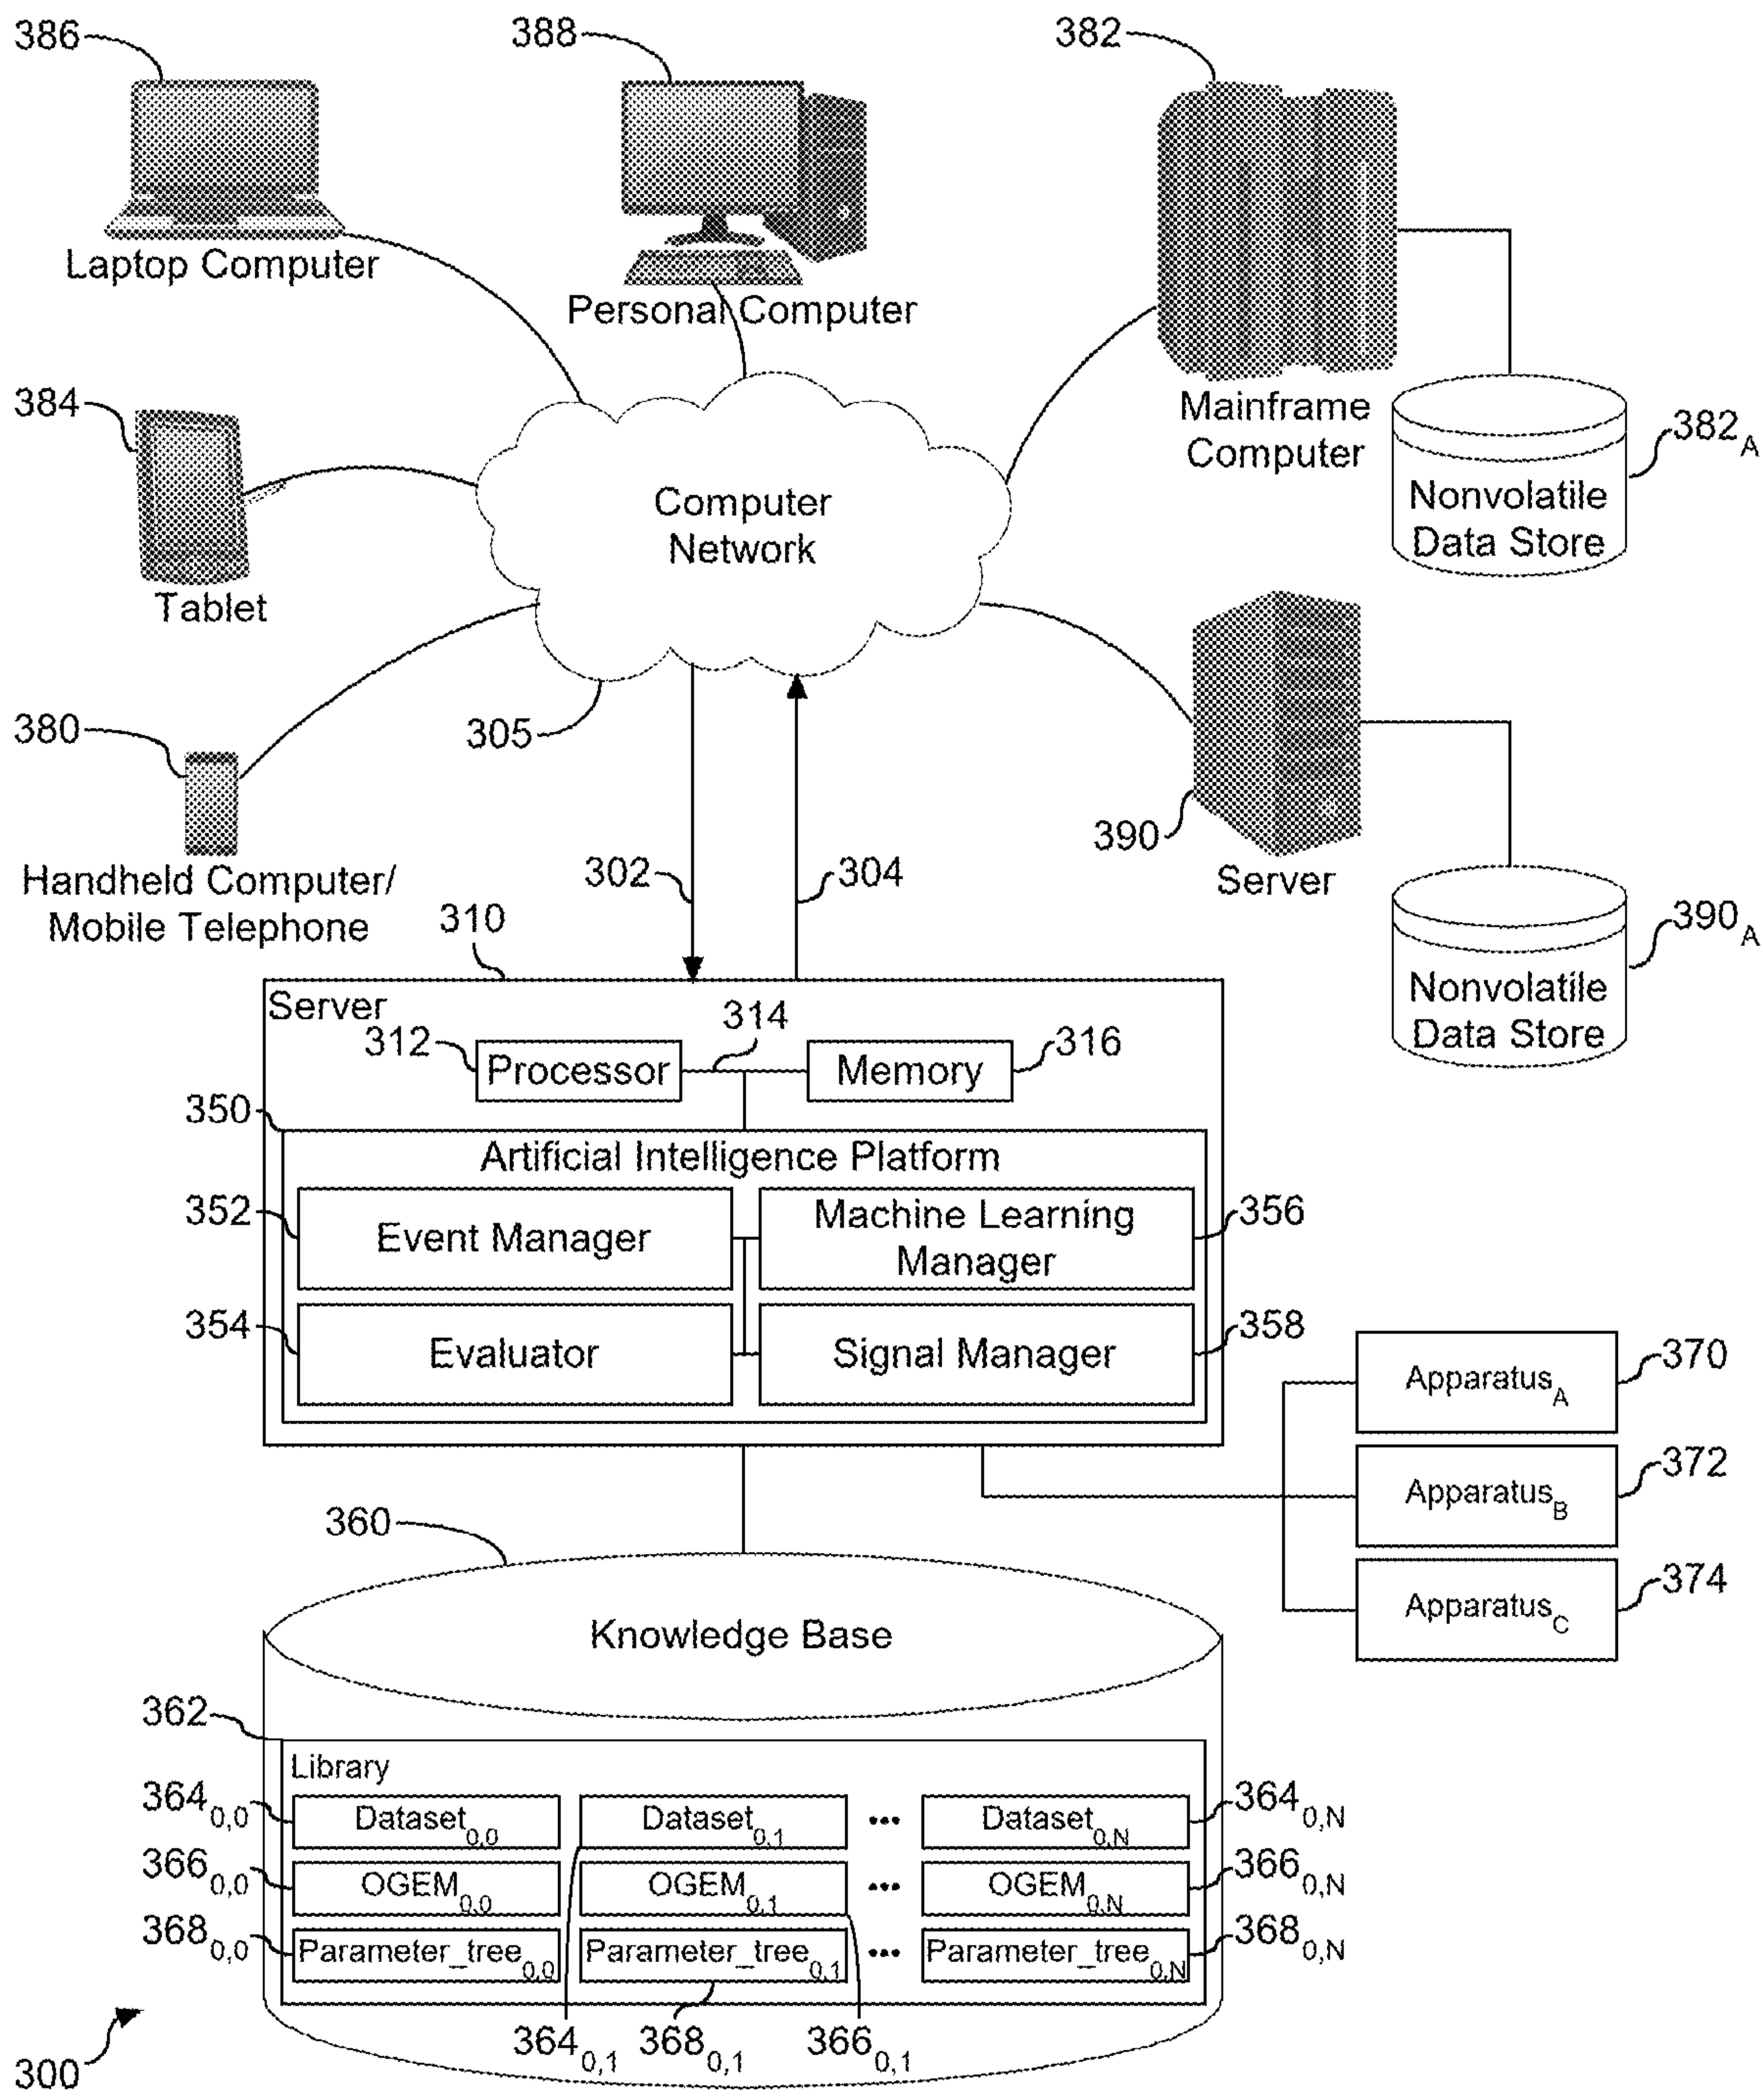 386
388
382
Laptop Computer
Personal Computer
Mainframe
Computer
384
382A
Nonvolatile
Data Store
Computer
Network
Tablet
380
305
390
Server
Handheld Computer/
Mobile Telephone
302
304
390A
Nonvolatile
Data Store
310
Server
314
312
Processor
Memory
316
350
Artificial Intelligence Platform
352
Event Manager
Machine Learning
Manager
356
354
Evaluator
Signal Manager
358
ApparatusA
370
ApparatusB
372
ApparatusC
374
360
Knowledge Base
362
Library
3640,0
Dataset0,0
Dataset0,1
•••
Dataset0,N
3640,N
3660,0
OGEM0,0
OGEM0,1
•••
OGEM0,N
3660,N
3680,0
Parameter_tree0,0
Parameter_tree0,1
•••
Parameter_tree0,N
3680,N
3640,1
3680,1
3660,1
300